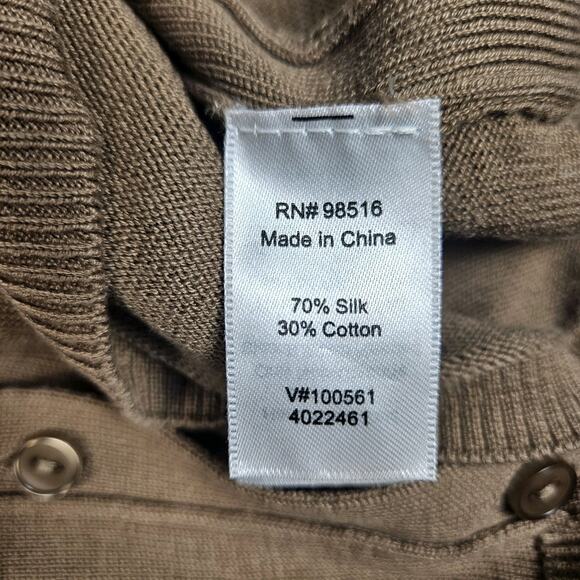 RN# 98516
Made in China
70% Silk
30% Cotton
V#100561
4022461